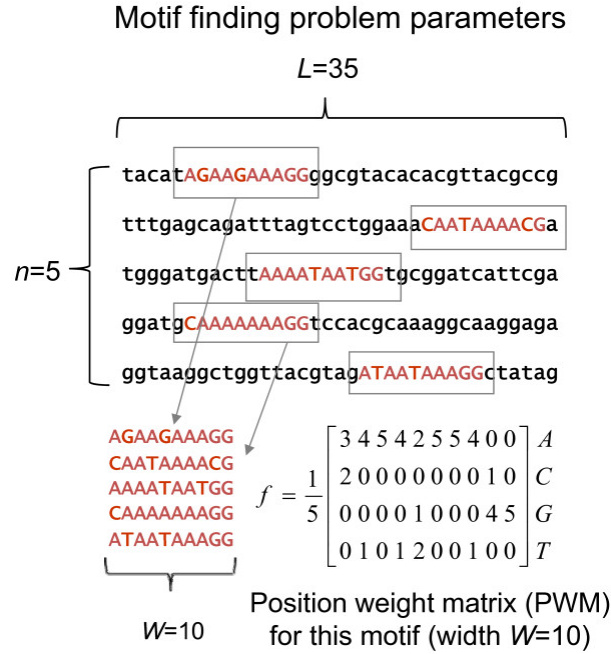 Motif finding problem parameters
L=35
n=5
tacatAGAAGAAAGGggcgtacacacgttacgccg
tttgagcagatttagtcctggaaaCAATAAAACGa
tgggatgacttAAAATAATGGtgcggatcattcga
ggatgCAAAAAAAGGtccacgcaaaggcaaggaga
ggtaaggctggttacgtagATAATAAAGGctatag
AGAAGAAAGG
CAATAAAACG
AAAATAATGG
CAAAAAAAGG
ATAATAAAGG
W=10
f = 1/5
3 4 5 4 2 5 5 4 0 0 A
2 0 0 0 0 0 0 0 1 0 C
0 0 0 0 1 0 0 0 4 5 G
0 1 0 1 2 0 0 1 0 0 T
Position weight matrix (PWM)
for this motif (width W=10)